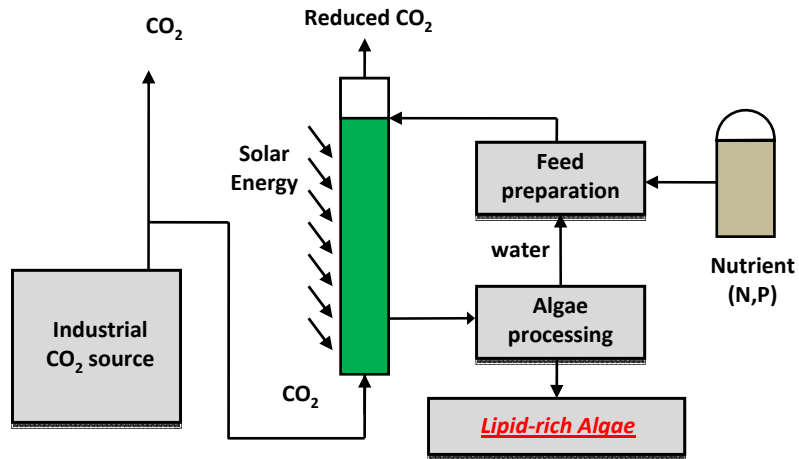 Reduced CO₂
CO₂
Solar
Energy
Feed
preparation
water
Nutrient
(N,P)
Industrial
CO₂ source
Algae
processing
CO₂
Lipid-rich Algae